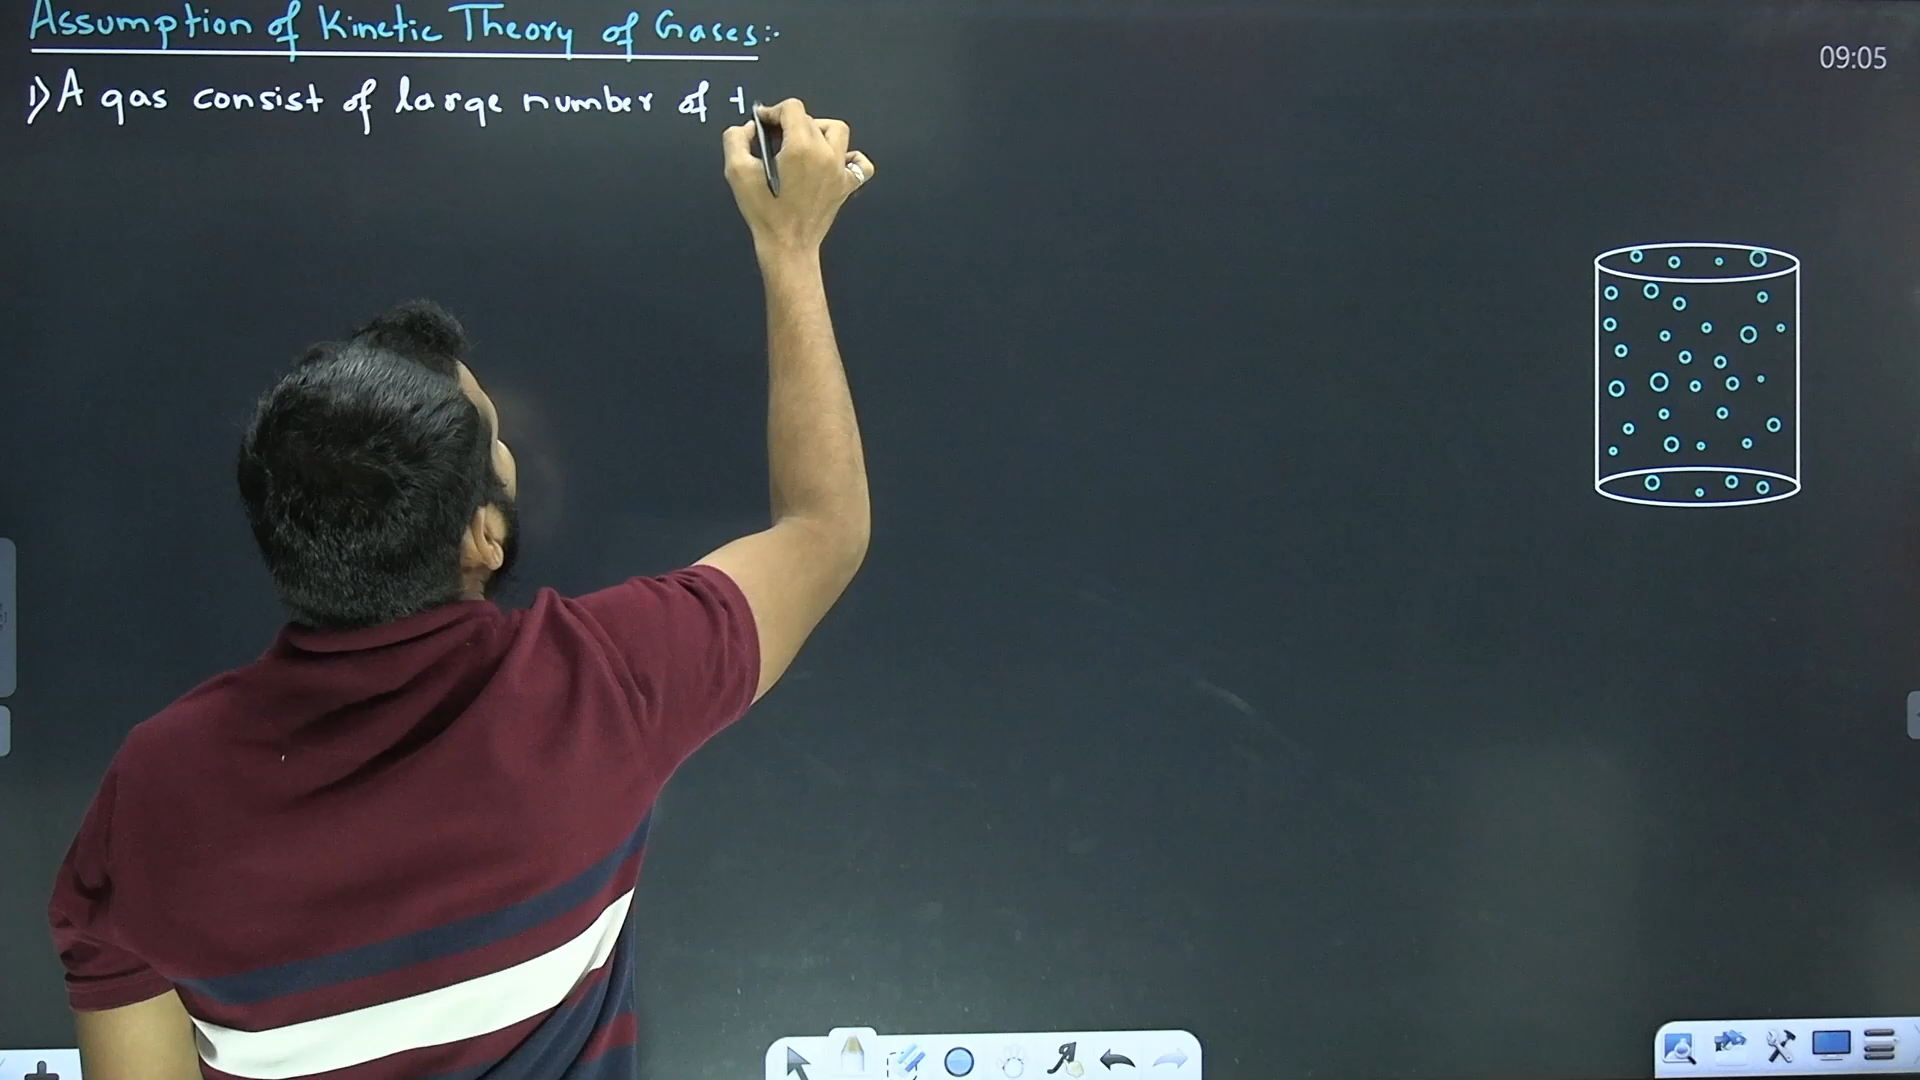 Assumption of Kinetic Theory of Gases:-
1) A gas consist of large number of t
09:05